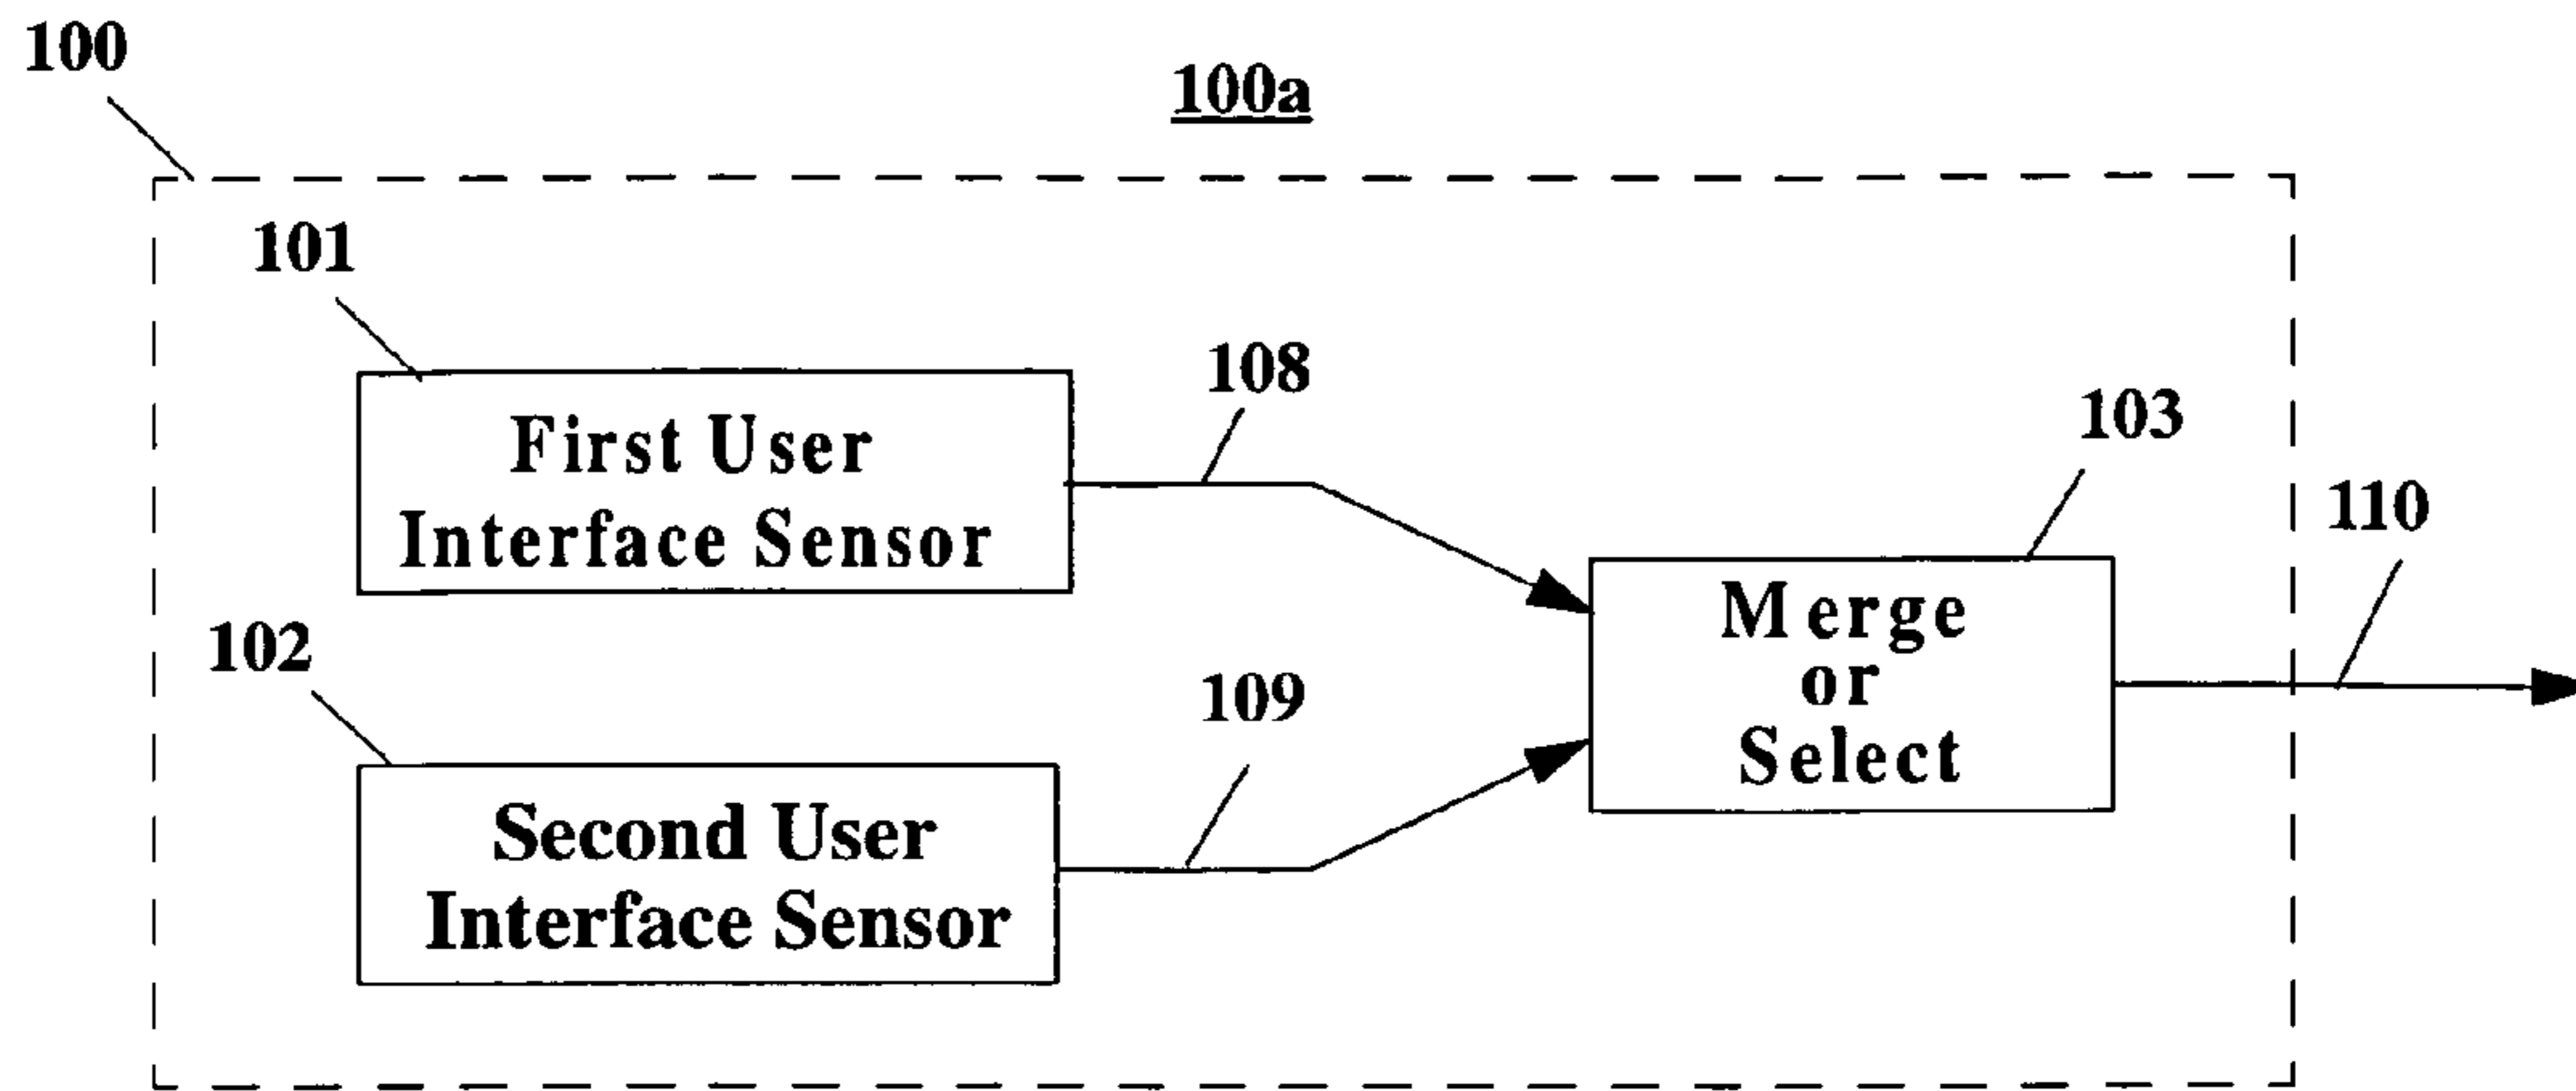 100
100a
101
First User
Interface Sensor
108
103
110
Merge
or
Select
102
109
Second User
Interface Sensor